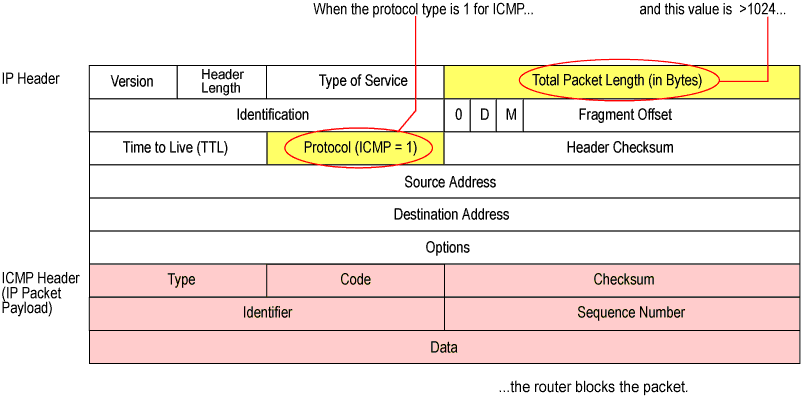 When the protocol type is 1 for ICMP... and this value is >1024...
IP Header
Version Header Length Type of Service Total Packet Length (in Bytes)
Identification 0 D M Fragment Offset
Time to Live (TTL) Protocol (ICMP = 1) Header Checksum
Source Address
Destination Address
Options
ICMP Header
(IP Packet
Payload)
Type Code Checksum
Identifier Sequence Number
Data
...the router blocks the packet.